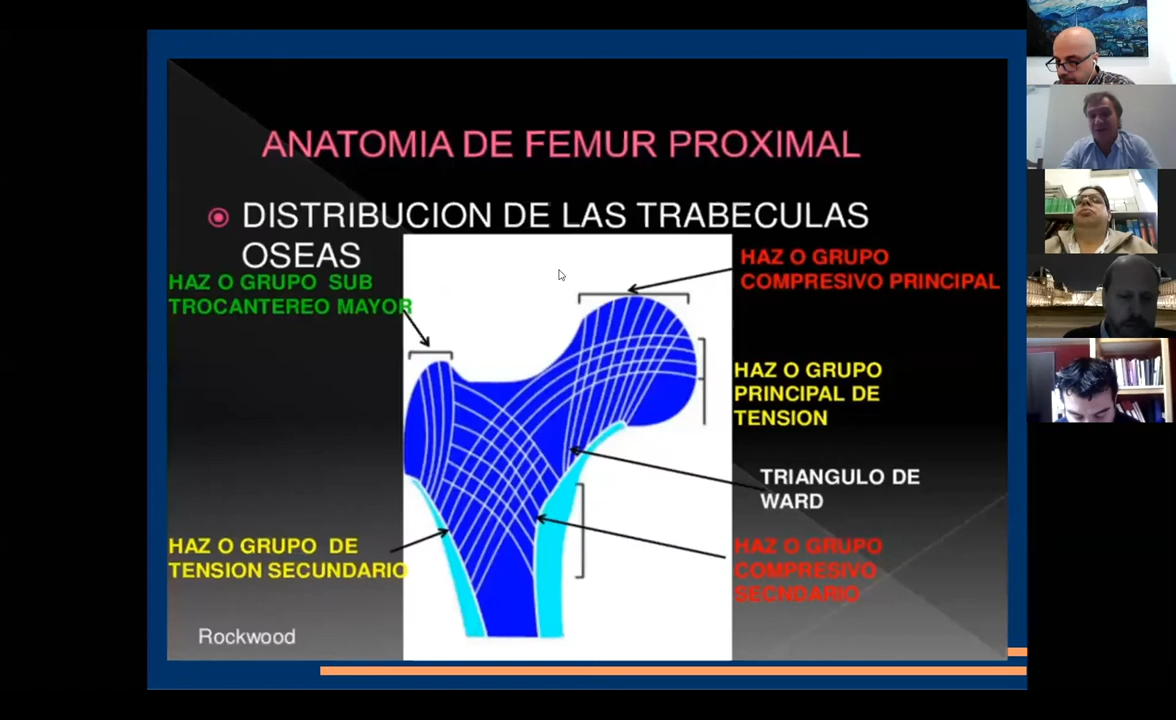 ANATOMIA DE FEMUR PROXIMAL
DISTRIBUCION DE LAS TRABECULAS
OSEAS
HAZ O GRUPO SUB
TROCANTEREO MAYOR
HAZ O GRUPO
COMPRESIVO PRINCIPAL
HAZ O GRUPO
PRINCIPAL DE
TENSION
TRIANGULO DE
WARD
HAZ O GRUPO DE
TENSION SECUNDARIO
HAZ O GRUPO
COMPRESIVO
SECNDARIO
Rockwood